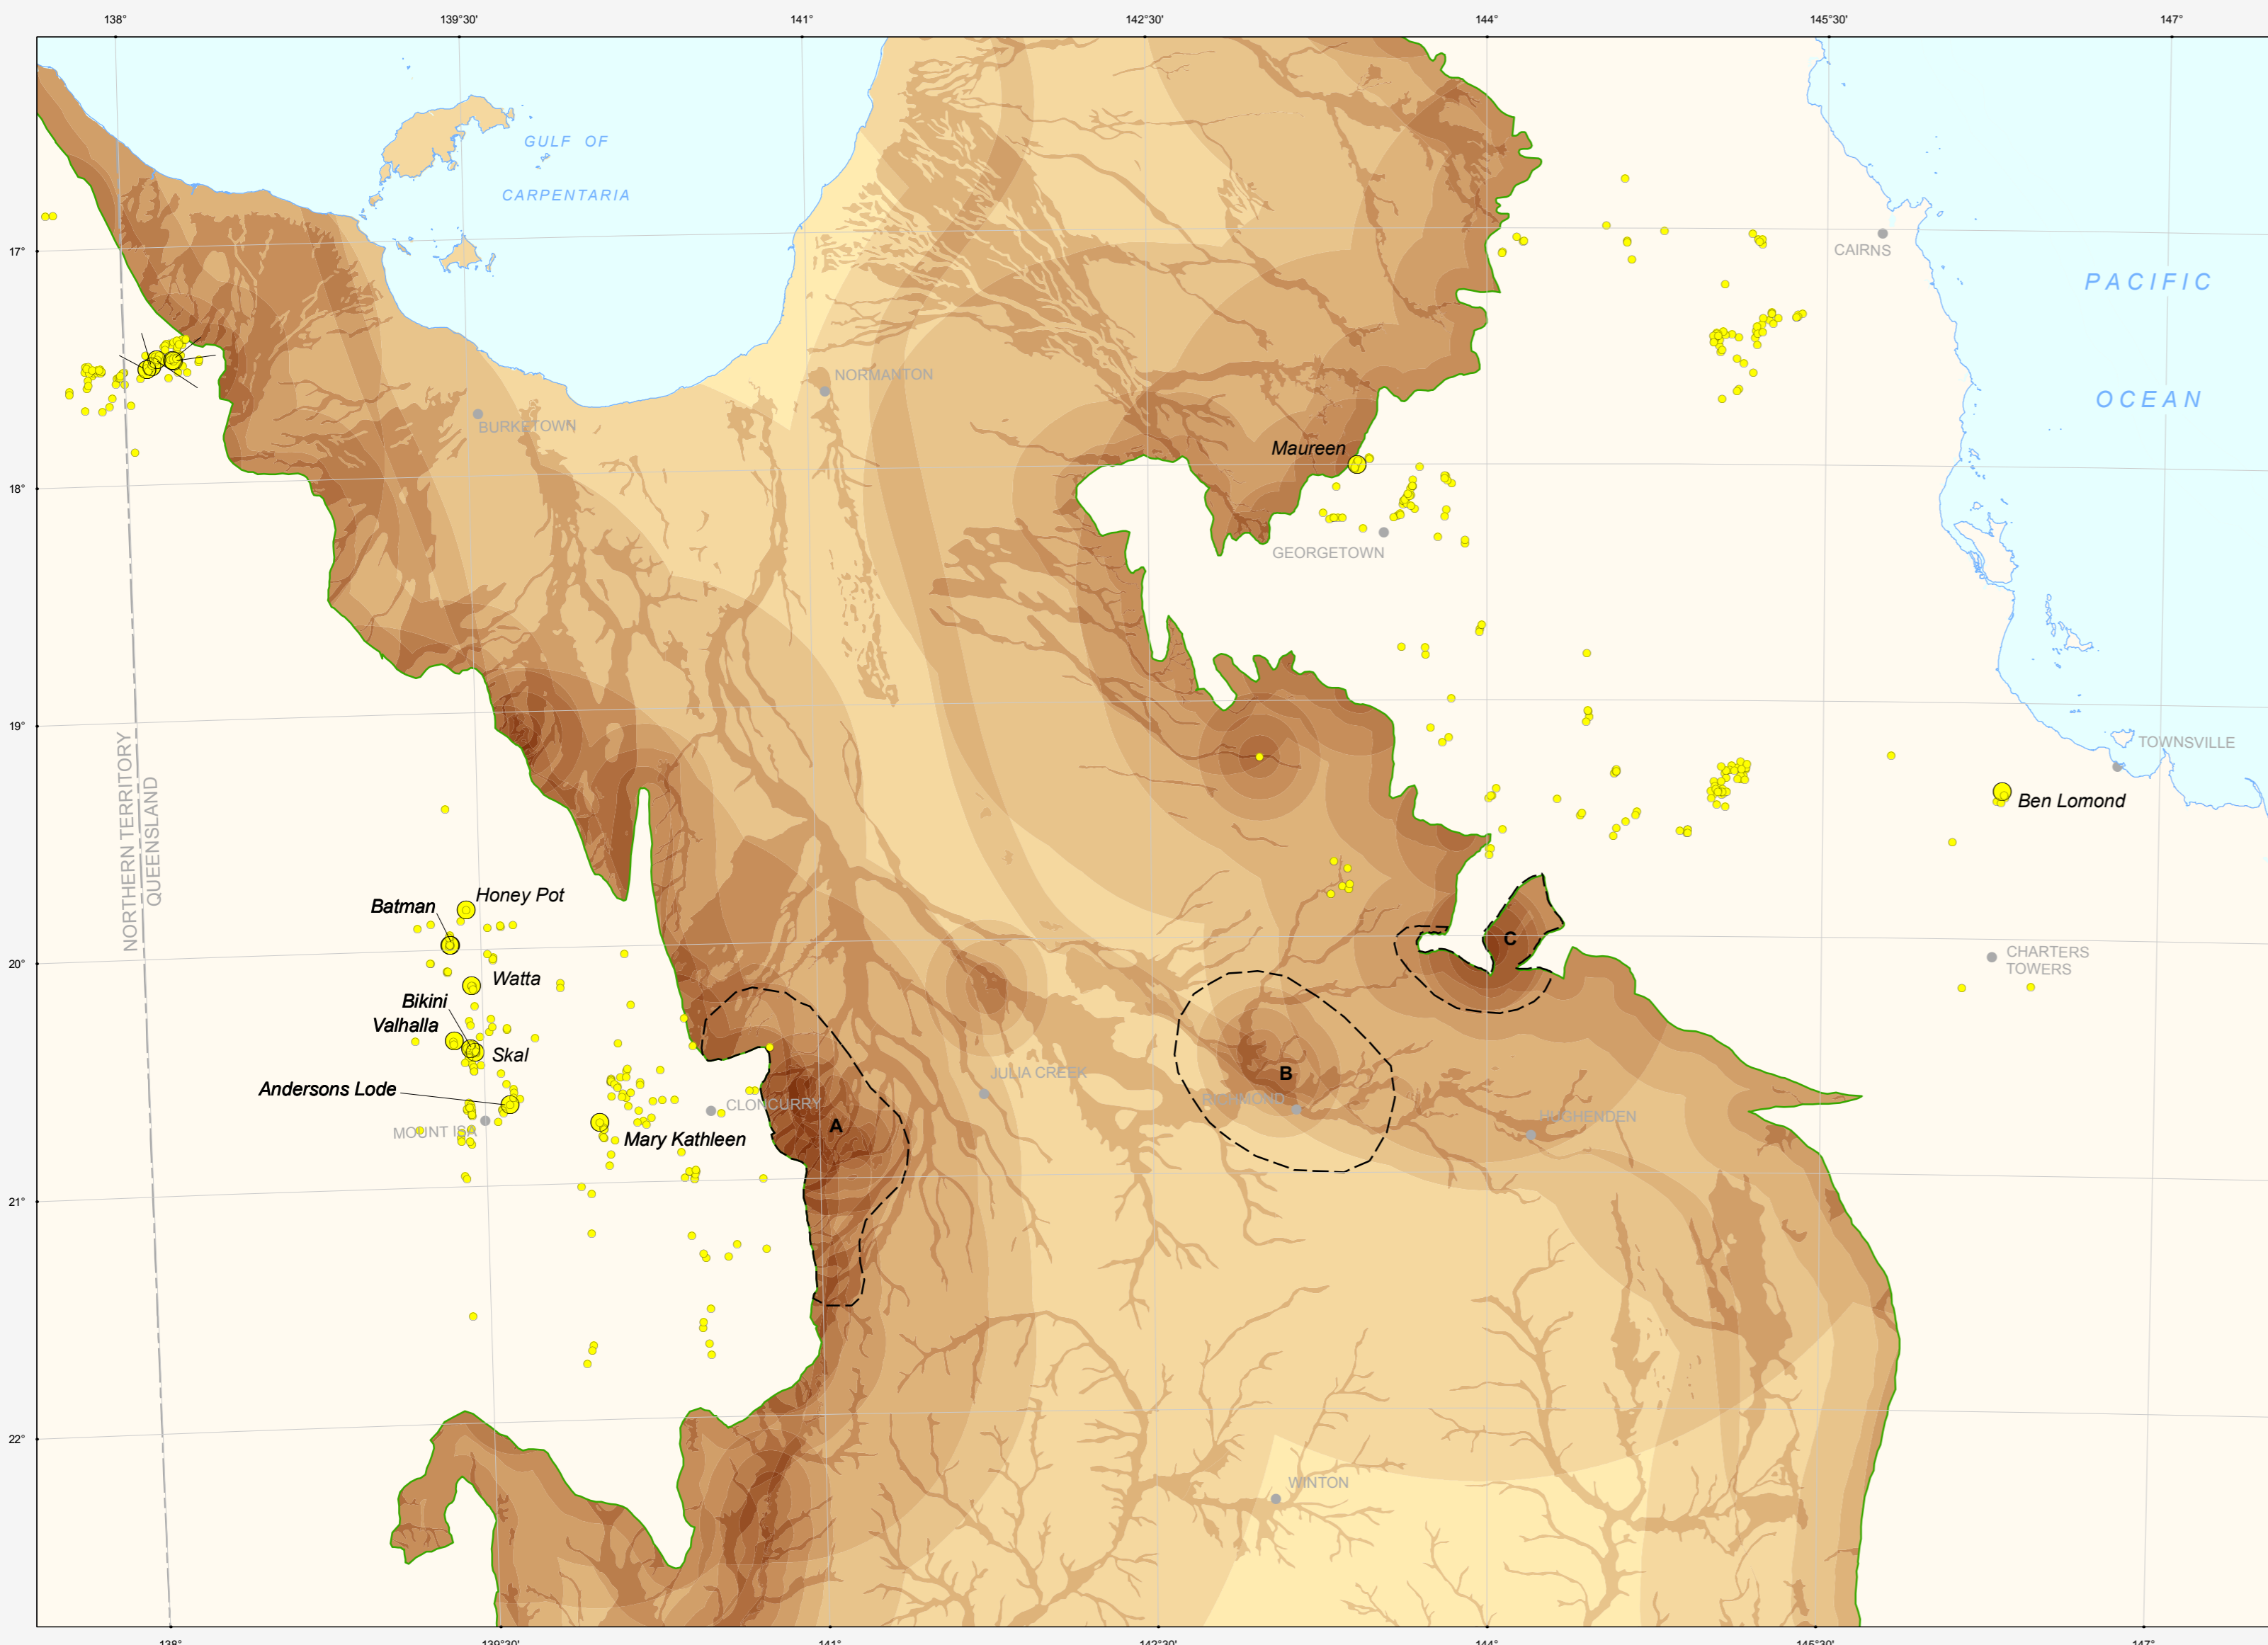 138°
139°30'
141°
142°30'
144°
145°30'
147°
GULF OF
CARPENTARIA
17°
CAIRNS
PACIFIC
OCEAN
NORMANTON
BURKETOWN
Maureen
18°
GEORGETOWN
19°
NORTHERN TERRITORY
QUEENSLAND
TOWNSVILLE
Ben Lomond
Honey Pot
Batman
C
20°
CHARTERS
TOWERS
Watta
Bikini
Valhalla
Skal
JULIA CREEK
B
Andersons Lode
RICHMOND
CLONCURRY
HUGHENDEN
A
MOUNT ISA
Mary Kathleen
21°
22°
WINTON
138°
139°30'
141°
142°30'
144°
145°30'
147°